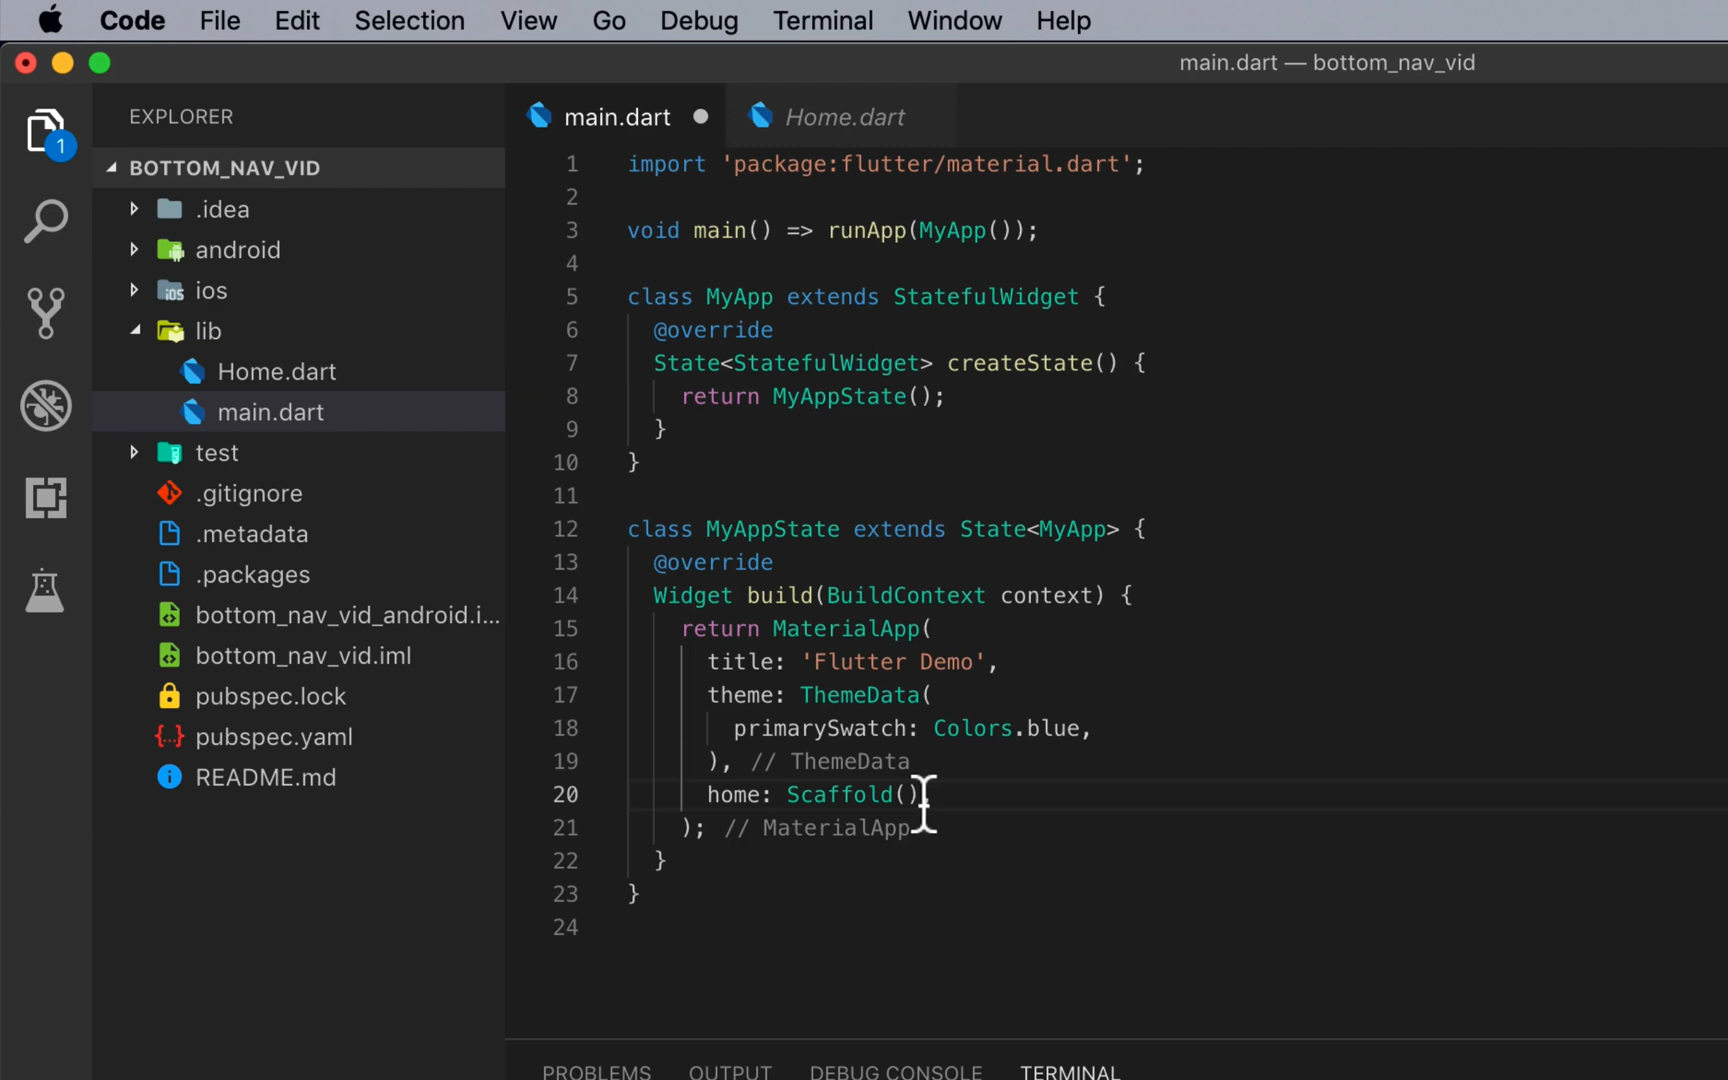 Code File Edit Selection View Go Debug Terminal Window Help
main.dart — bottom_nav_vid
EXPLORER
1
BOTTOM_NAV_VID
.idea
android
ios
lib
Home.dart
main.dart
test
.gitignore
.metadata
.packages
bottom_nav_vid_android.i...
bottom_nav_vid.iml
pubspec.lock
pubspec.yaml
README.md
main.dart Home.dart
1 import 'package:flutter/material.dart';
2
3 void main() => runApp(MyApp());
4
5 class MyApp extends StatefulWidget {
6 @override
7 State<StatefulWidget> createState() {
8 return MyAppState();
9 }
10 }
11
12 class MyAppState extends State<MyApp> {
13 @override
14 Widget build(BuildContext context) {
15 return MaterialApp(
16 title: 'Flutter Demo',
17 theme: ThemeData(
18 primarySwatch: Colors.blue,
19 ), // ThemeData
20 home: Scaffold(),
21 ); // MaterialApp
22 }
23 }
24
PROBLEMS OUTPUT DEBUG CONSOLE TERMINAL